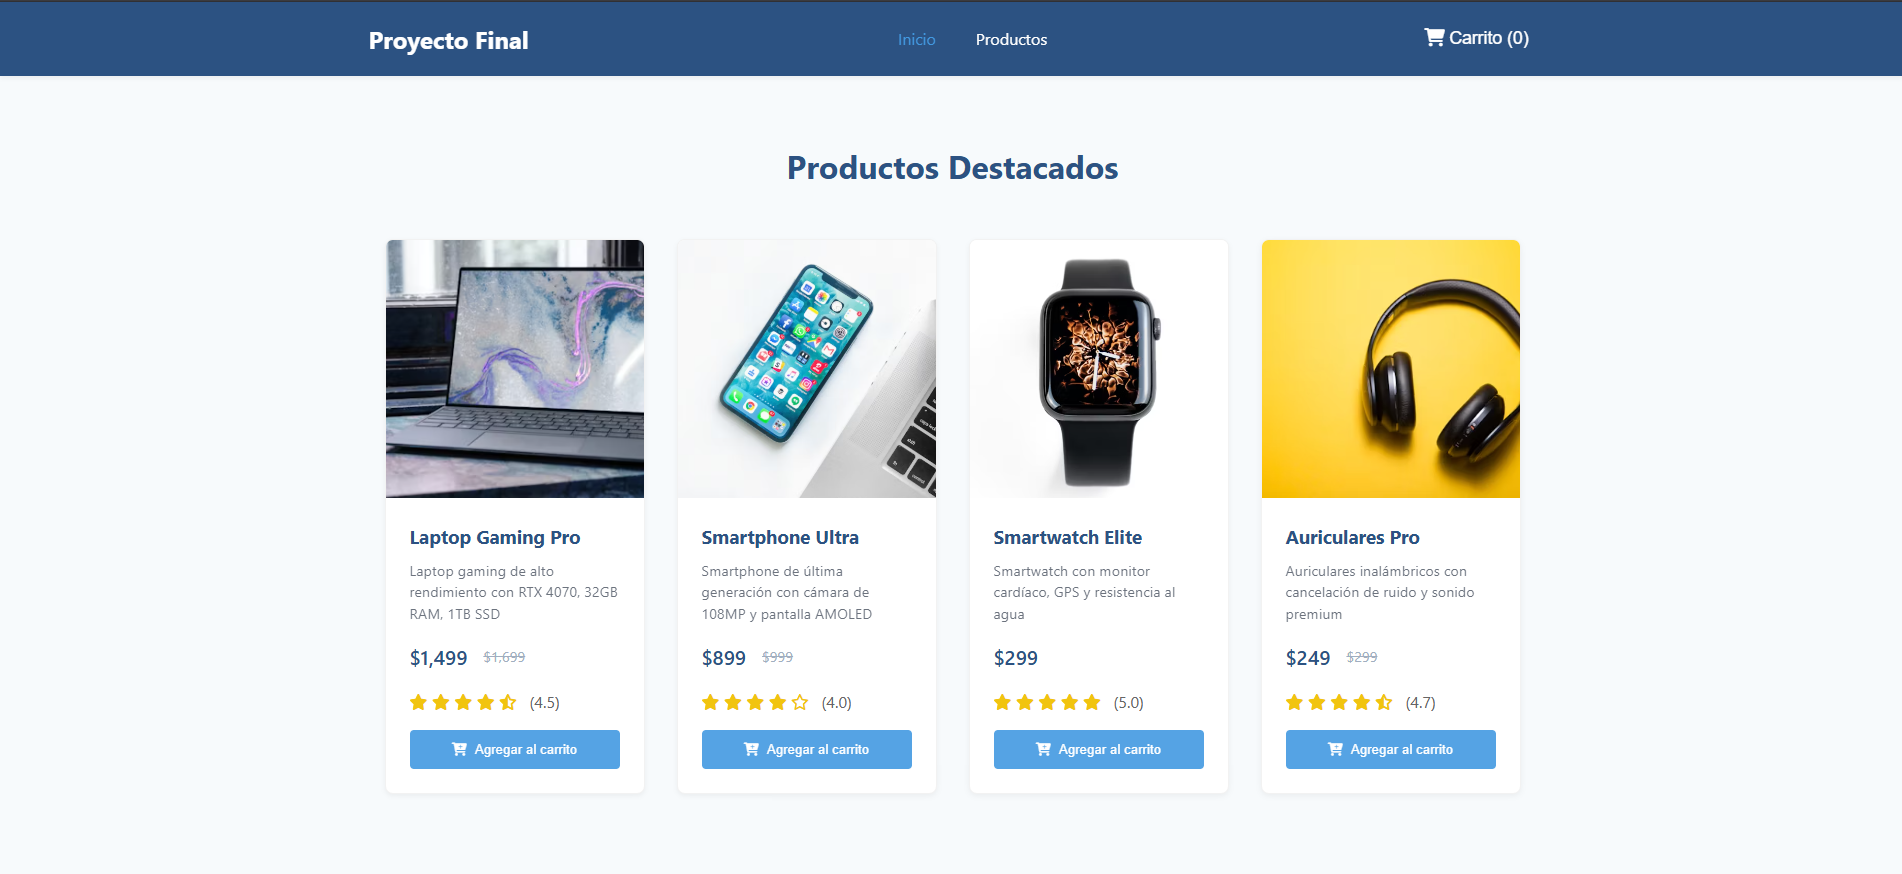 Proyecto Final
Inicio
Productos
Carrito (0)
Productos Destacados
Laptop Gaming Pro
Laptop gaming de alto
rendimiento con RTX 4070, 32GB
RAM, 1TB SSD
$1,499 $1,699
(4.5)
Agregar al carrito
Smartphone Ultra
Smartphone de última
generación con cámara de
108MP y pantalla AMOLED
$899 $999
(4.0)
Agregar al carrito
Smartwatch Elite
Smartwatch con monitor
cardíaco, GPS y resistencia al
agua
$299
(5.0)
Agregar al carrito
Auriculares Pro
Auriculares inalámbricos con
cancelación de ruido y sonido
premium
$249 $299
(4.7)
Agregar al carrito